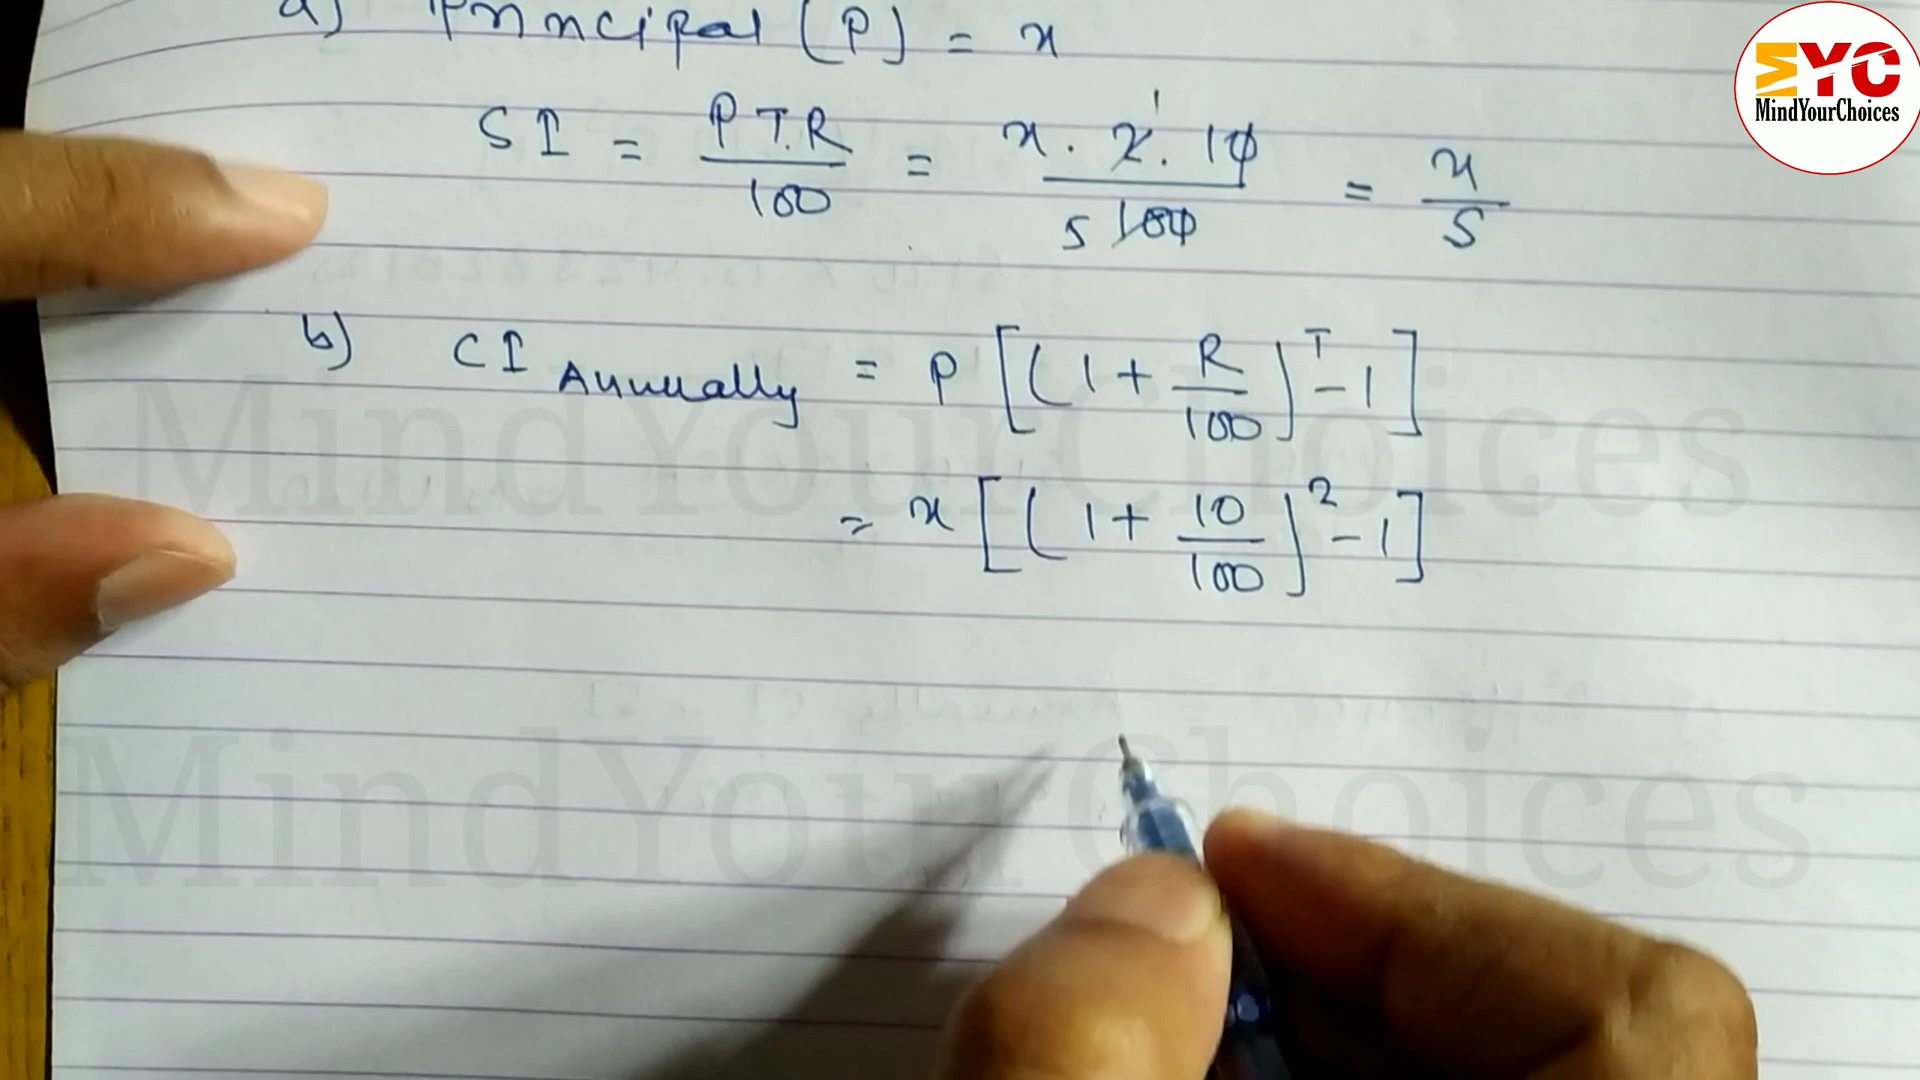 a) Principal (P) = x
MYC
MindYourChoices
SI = P T.R / 100 = x . 2 1 . 10 / 5 100 = x / 5
b) CI Annually = P [ ( 1 + R / 100 ) ^T - 1 ]
= x [ ( 1 + 10 / 100 ) ^2 - 1 ]
MindYourChoices
MindYourChoices